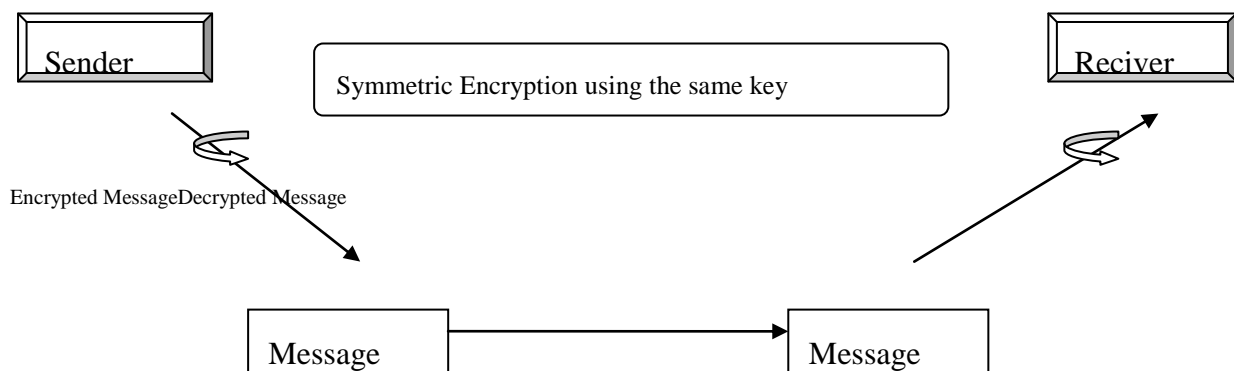 Sender
Symmetric Encryption using the same key
Reciver
Encrypted MessageDecrypted Message
Message
Message